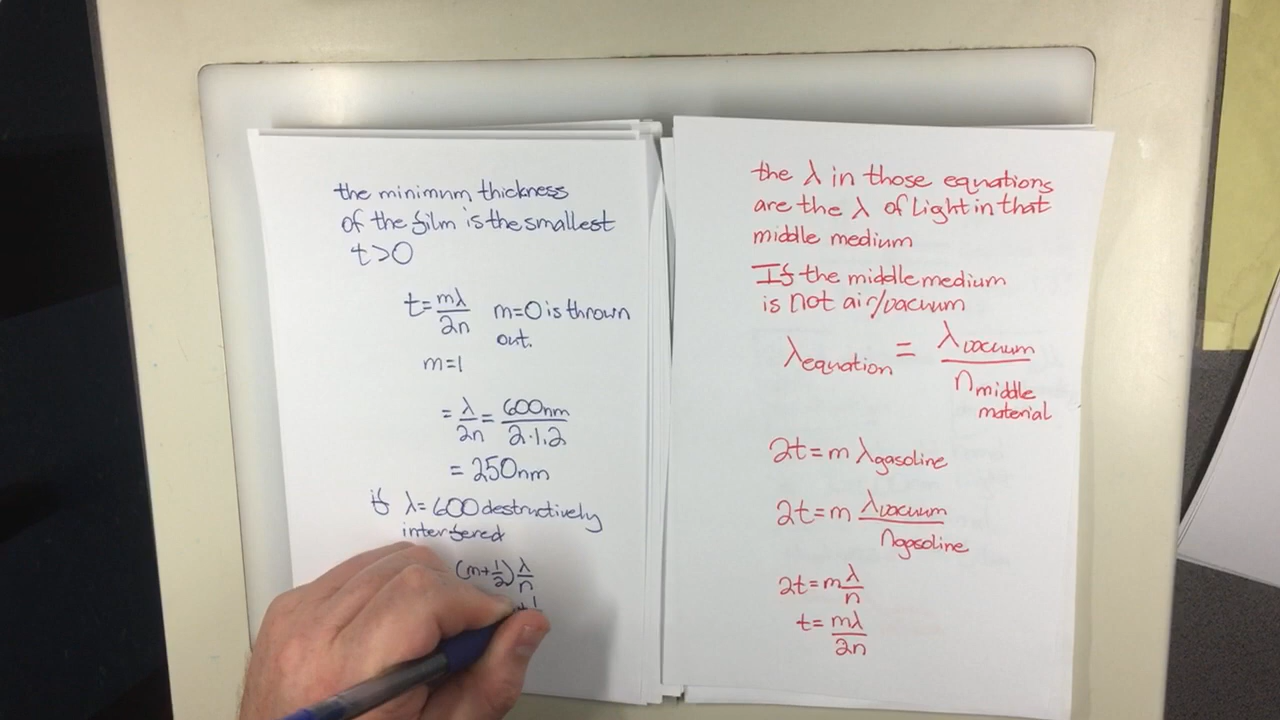 the minimum thickness
of the film is the smallest
t>0
t=mλ/2n m=0 is thrown
out.
m=1
=λ/2n=600nm/2·1.2
=250nm
if λ=600 destructively
interfered
(m+1/2)λ/n
the λ in those equations
are the λ of light in that
middle medium
If the middle medium
is not air/vacuum
λequation = λvacuum/nmiddle material
2t=mλgasoline
2t=m λvacuum/ngasoline
2t=mλ/n
t=mλ/2n